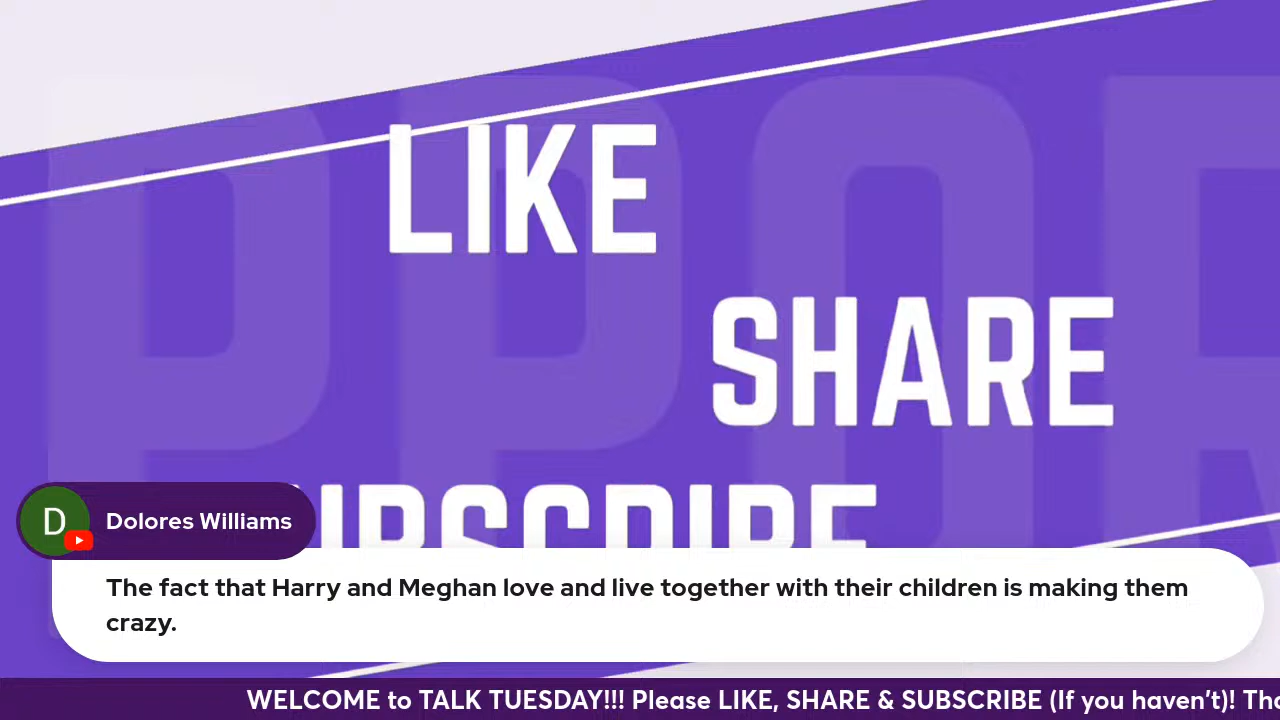 LIKE
SHARE
D
Dolores Williams
The fact that Harry and Meghan love and live together with their children is making them
crazy.
WELCOME to TALK TUESDAY!!! Please LIKE, SHARE & SUBSCRIBE (If you haven't)!